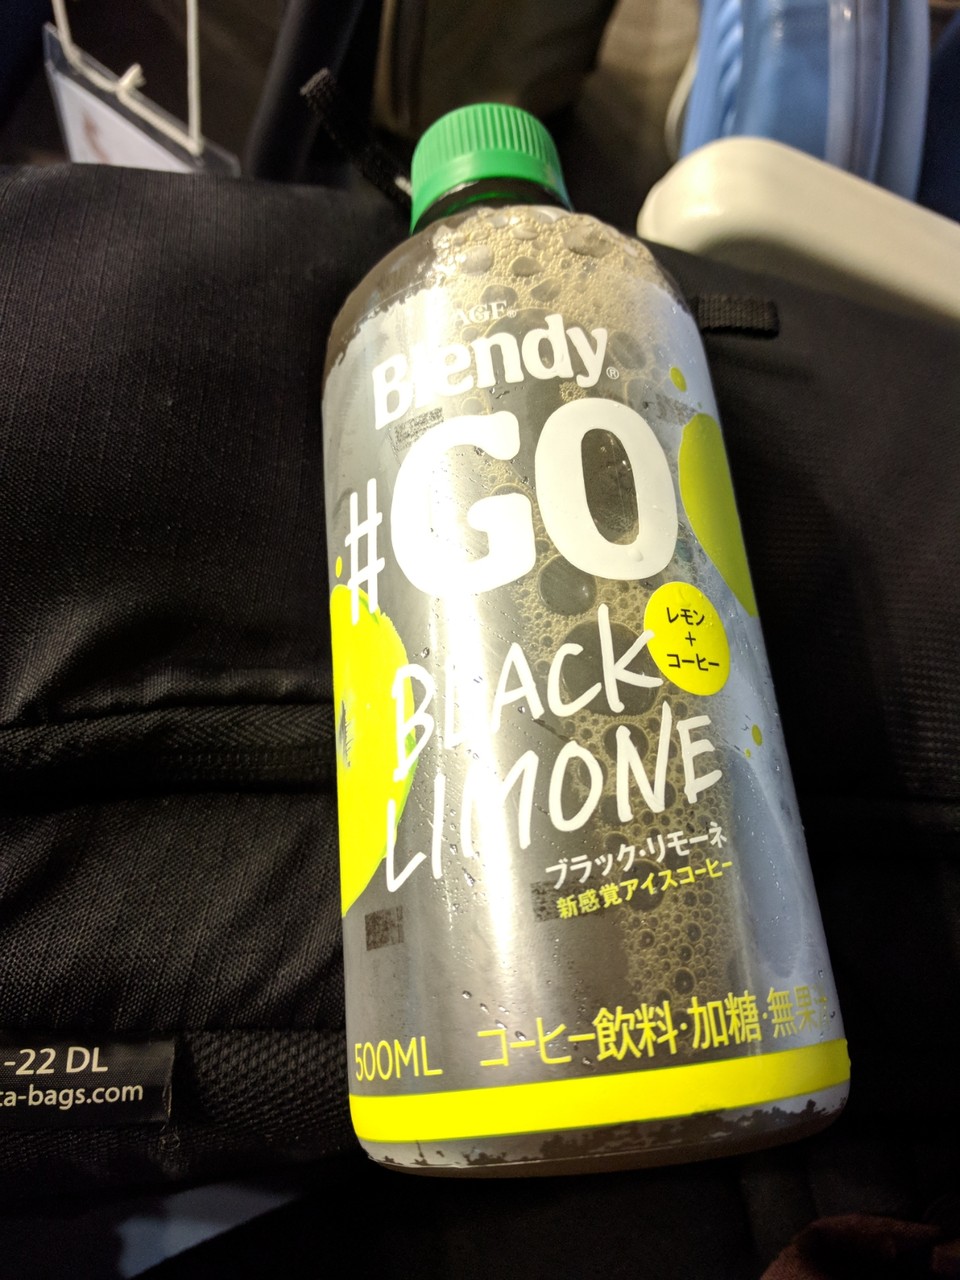 AGF®
Blendy®
#GO
レモン
+
コーヒー
BLACK
LIMONE
ブラック・リモーネ
新感覚アイスコーヒー
500ML コーヒー飲料・加糖・無果汁
-22 DL
ta-bags.com